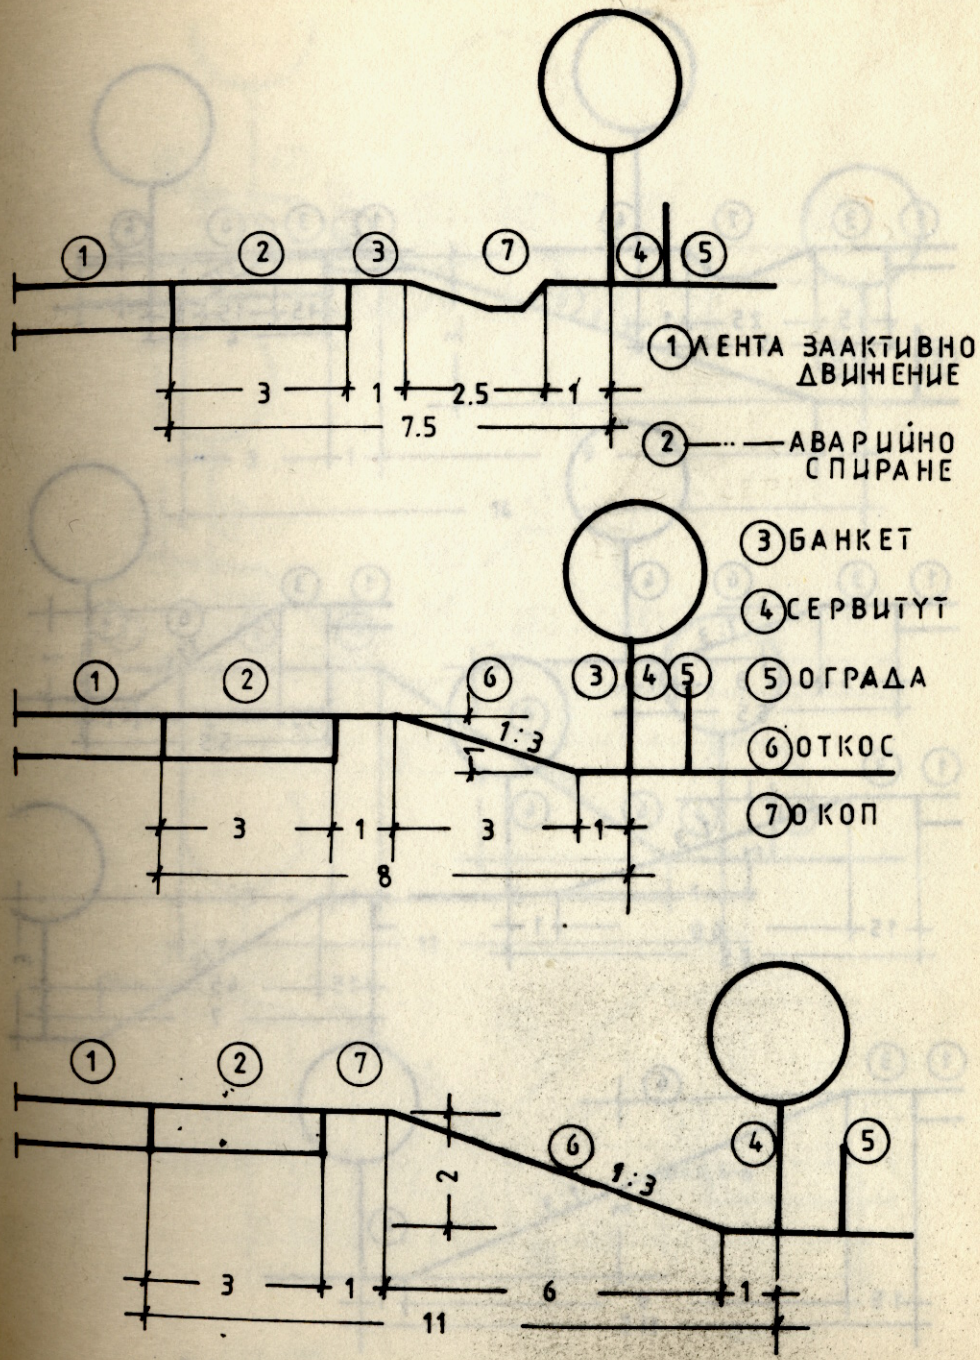 1 2 3 7 4 5
3 1 2.5 1
7.5
1 ЛЕНТА ЗААКТИВНО
ДВИЖЕНИЕ
2 —··— АВАРИЙНО
СПИРАНЕ
3 БАНКЕТ
4 СЕРВИТУТ
5 ОГРАДА
6 ОТКОС
7 ОКОП
1 2 6 3 4 5
1:3
1
3 1 3 1
8
1 2 7
6 4 5
1:3
2
3 1 6 1
11